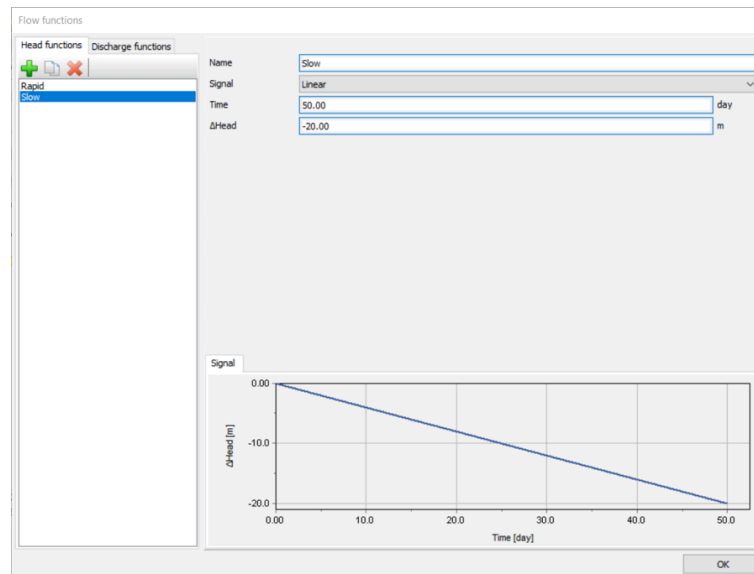 Flow functions
Head functions Discharge functions
Rapid
Slow
Name Slow
Signal Linear
Time 50.00 day
ΔHead -20.00 m
Signal
0.00
-10.0
-20.0
ΔHead [m]
0.00 10.0 20.0 30.0 40.0 50.0
Time [day]
OK